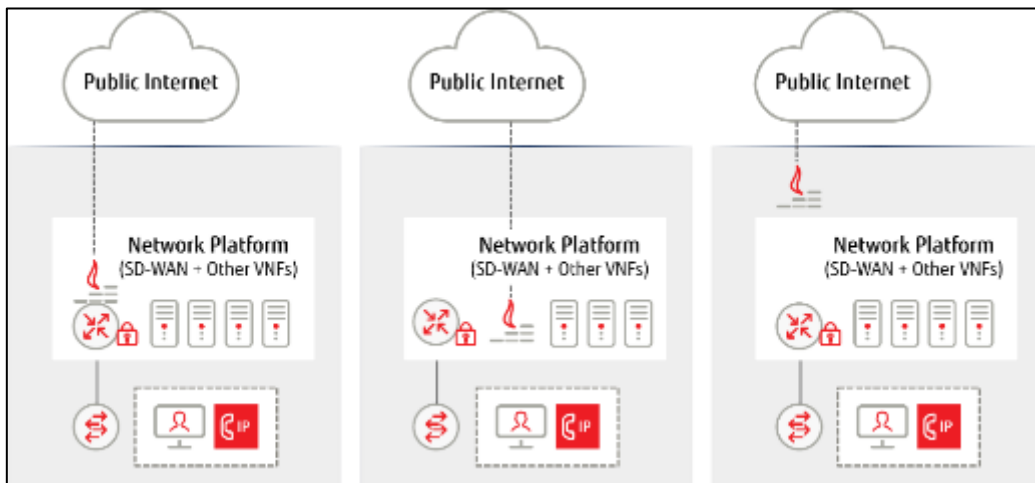 Public Internet
Public Internet
Public Internet
Network Platform
(SD-WAN + Other VNFs)
Network Platform
(SD-WAN + Other VNFs)
Network Platform
(SD-WAN + Other VNFs)
IP
IP
IP